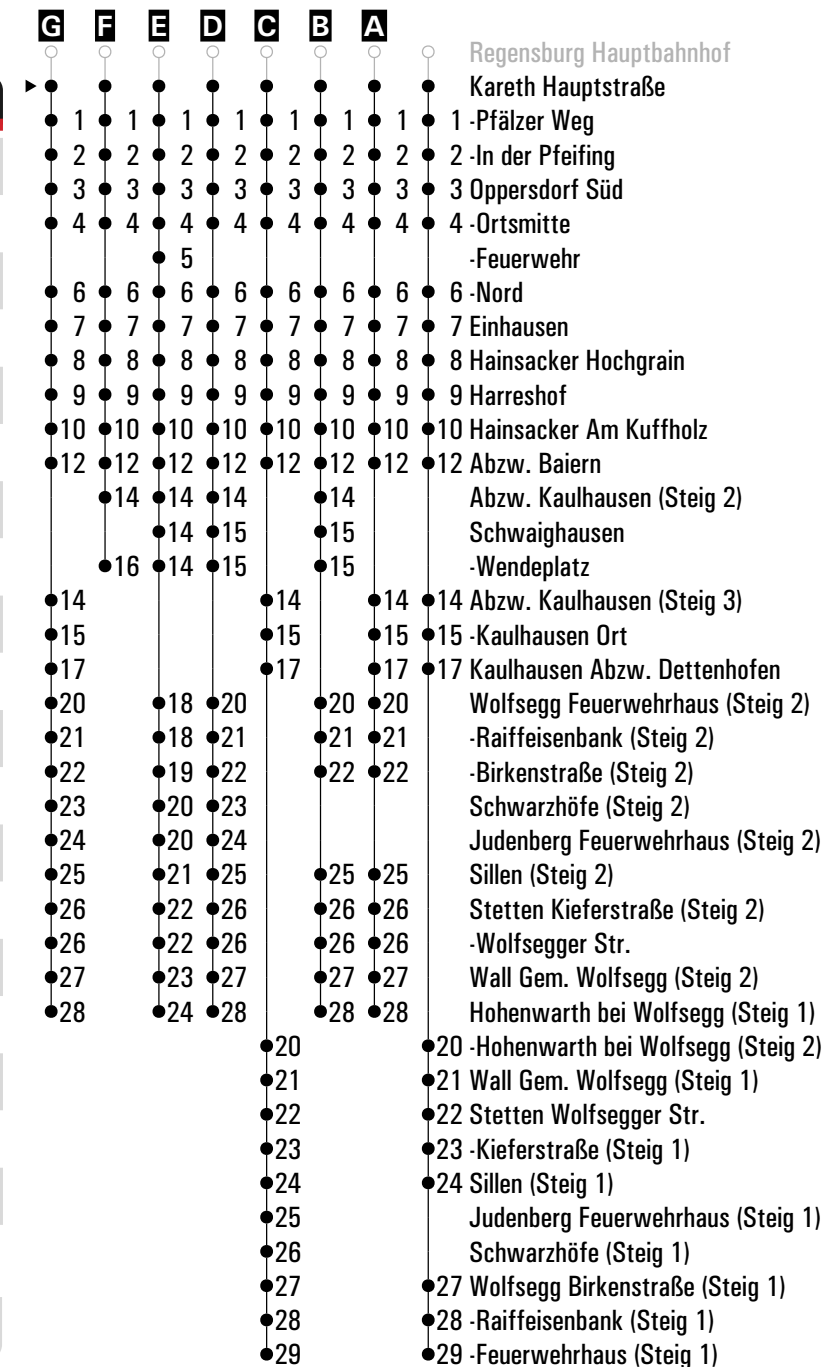 G F E D C B A
Regensburg Hauptbahnhof
Kareth Hauptstraße
1 1 1 1 1 1 1 1 -Pfälzer Weg
2 2 2 2 2 2 2 2 -In der Pfeifing
3 3 3 3 3 3 3 3 Oppersdorf Süd
4 4 4 4 4 4 4 4 -Ortsmitte
5 -Feuerwehr
6 6 6 6 6 6 6 6 -Nord
7 7 7 7 7 7 7 7 Einhausen
8 8 8 8 8 8 8 8 Hainsacker Hochgrain
9 9 9 9 9 9 9 9 Harreshof
10 10 10 10 10 10 10 10 Hainsacker Am Kuffholz
12 12 12 12 12 12 12 12 Abzw. Baiern
14 14 14 14 Abzw. Kaulhausen (Steig 2)
14 15 15 Schwaighausen
16 14 15 15 -Wendeplatz
14 14 14 14 Abzw. Kaulhausen (Steig 3)
15 15 15 15 -Kaulhausen Ort
17 17 17 17 Kaulhausen Abzw. Dettenhofen
20 18 20 20 20 Wolfsegg Feuerwehrhaus (Steig 2)
21 18 21 21 21 -Raiffeisenbank (Steig 2)
22 19 22 22 22 -Birkenstraße (Steig 2)
23 20 23 Schwarzhöfe (Steig 2)
24 20 24 Judenberg Feuerwehrhaus (Steig 2)
25 21 25 25 25 Sillen (Steig 2)
26 22 26 26 26 Stetten Kieferstraße (Steig 2)
26 22 26 26 26 -Wolfsegger Str.
27 23 27 27 27 Wall Gem. Wolfsegg (Steig 2)
28 24 28 28 28 Hohenwarth bei Wolfsegg (Steig 1)
20 20 -Hohenwarth bei Wolfsegg (Steig 2)
21 21 Wall Gem. Wolfsegg (Steig 1)
22 22 Stetten Wolfsegger Str.
23 23 -Kieferstraße (Steig 1)
24 24 Sillen (Steig 1)
25 Judenberg Feuerwehrhaus (Steig 1)
26 Schwarzhöfe (Steig 1)
27 27 Wolfsegg Birkenstraße (Steig 1)
28 28 -Raiffeisenbank (Steig 1)
29 29 -Feuerwehrhaus (Steig 1)